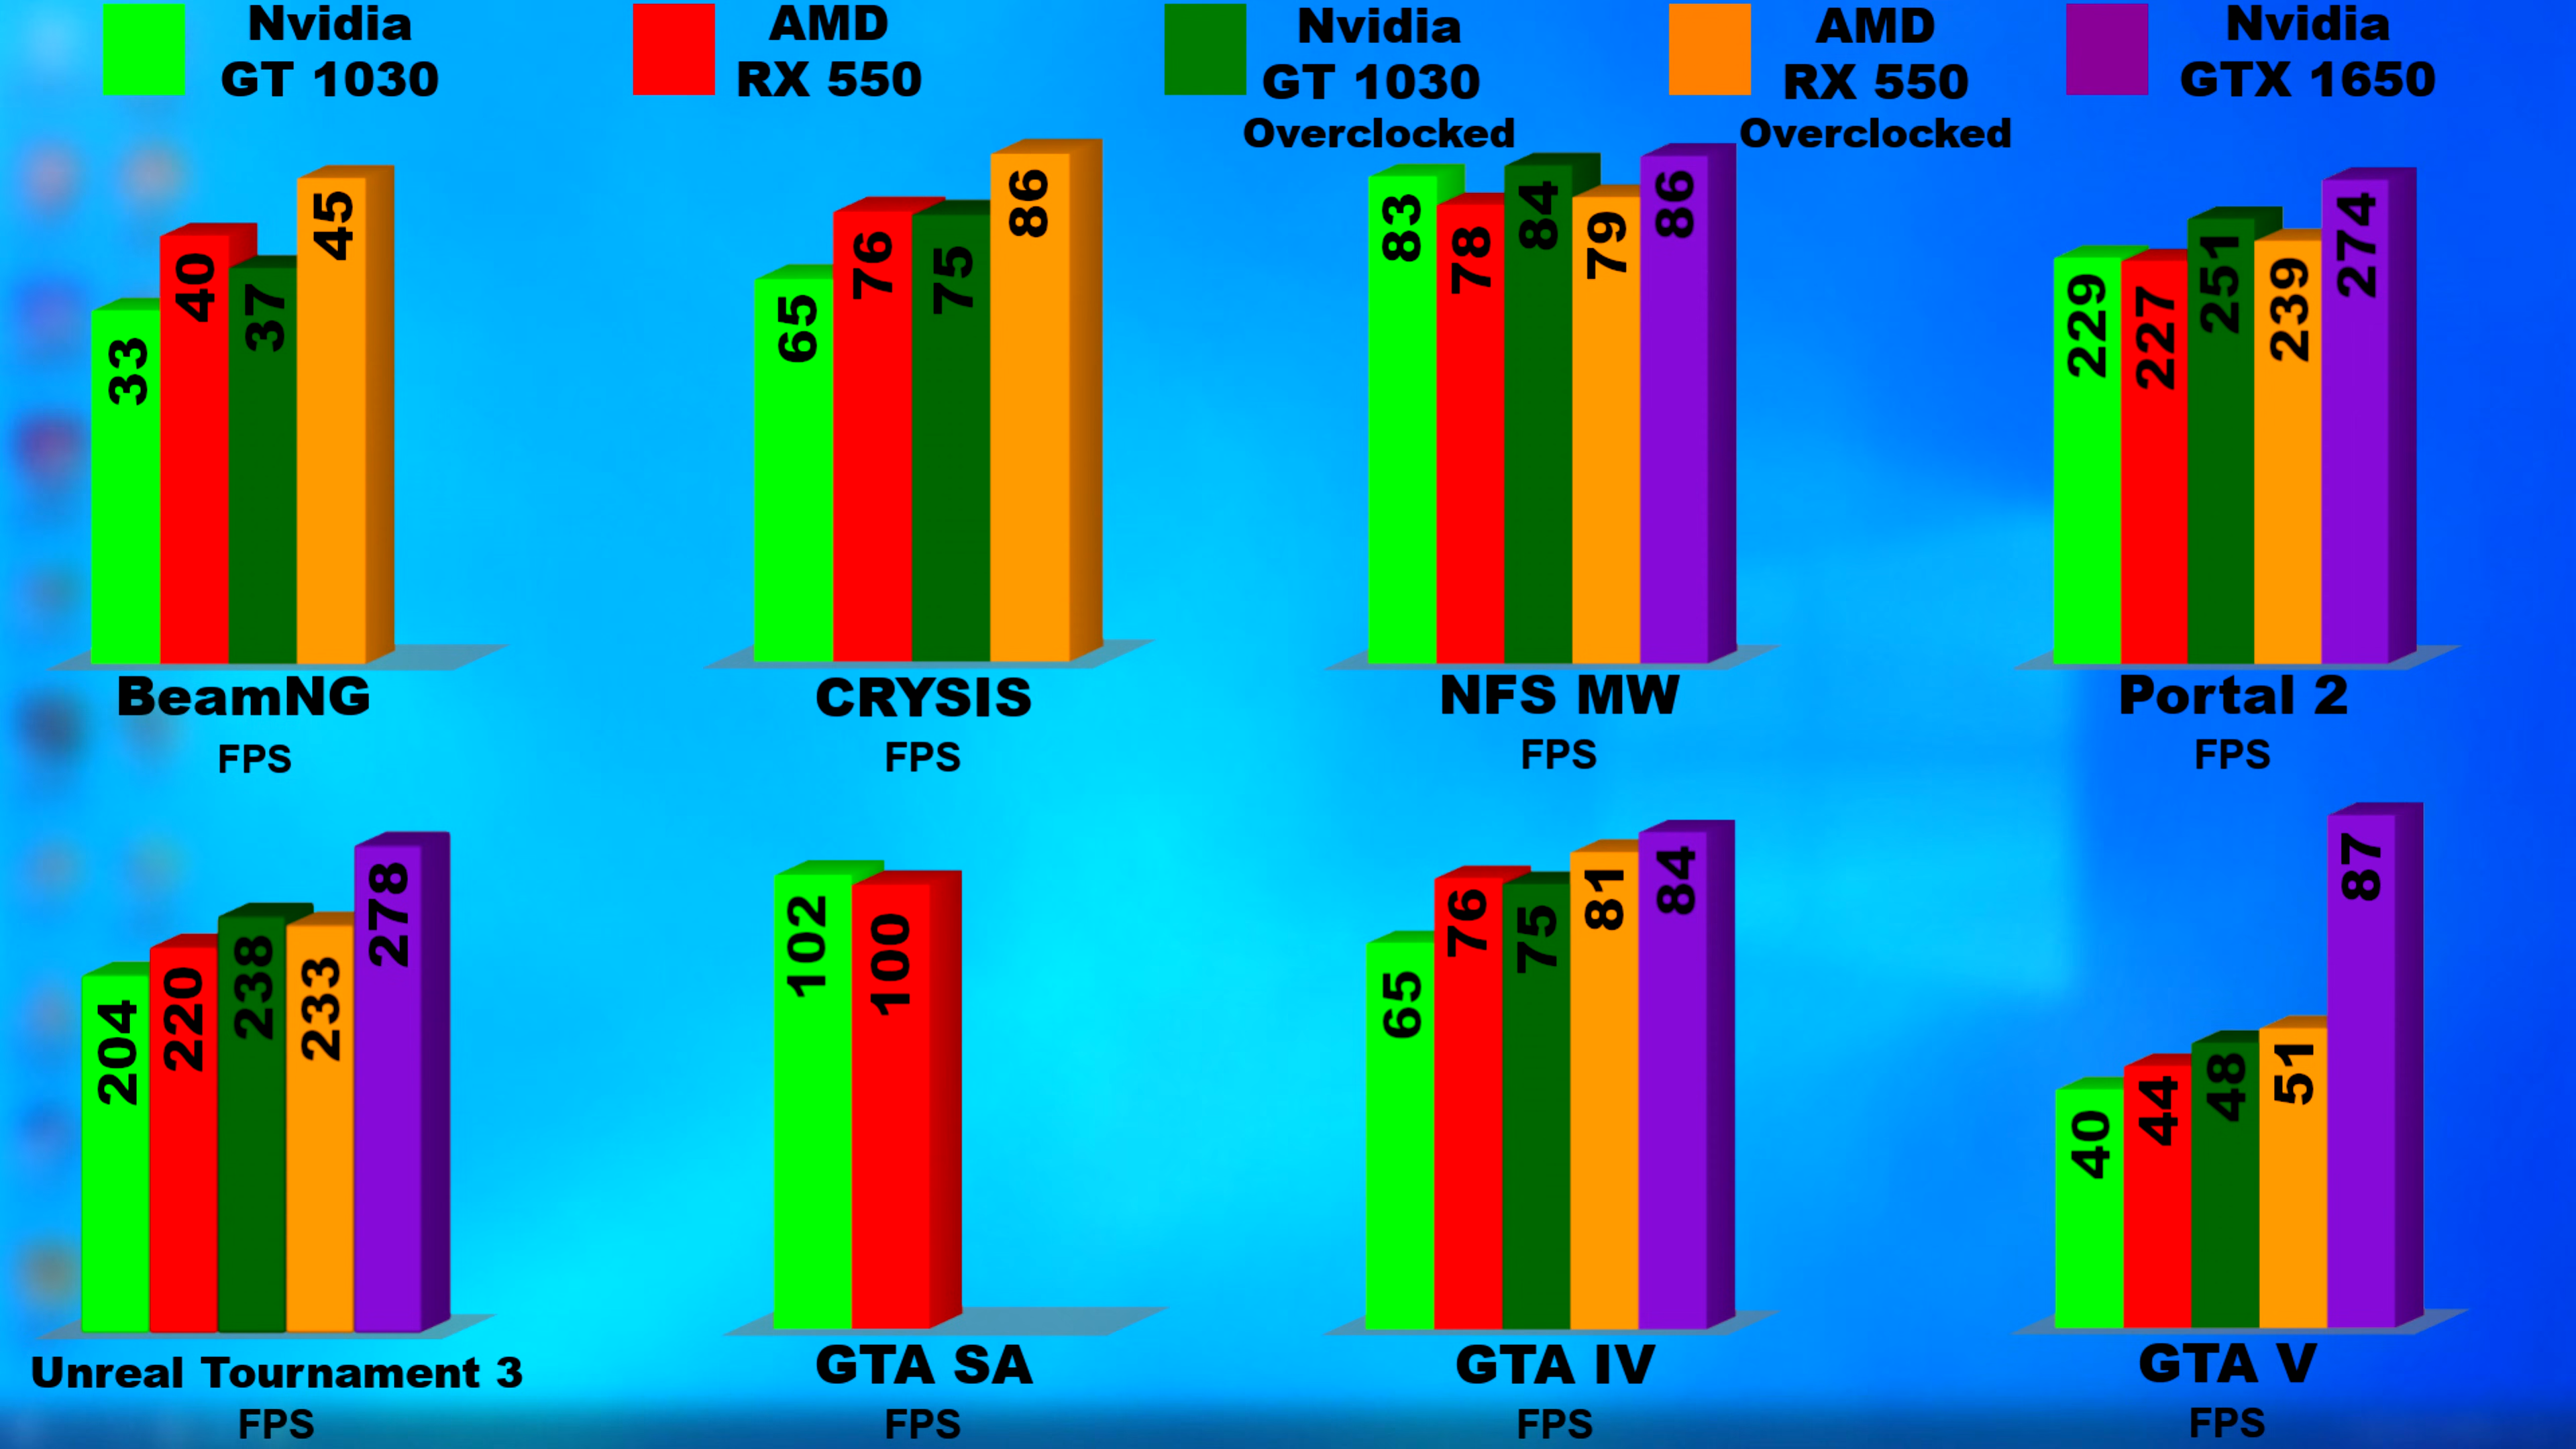 Nvidia
GT 1030
AMD
RX 550
Nvidia
GT 1030
Overclocked
AMD
RX 550
Overclocked
Nvidia
GTX 1650
33
40
37
45
BeamNG
FPS
65
76
75
86
CRYSIS
FPS
83
78
84
79
86
NFS MW
FPS
229
227
251
239
274
Portal 2
FPS
204
220
238
233
278
Unreal Tournament 3
FPS
102
100
GTA SA
FPS
65
76
75
81
84
GTA IV
FPS
40
44
48
51
87
GTA V
FPS